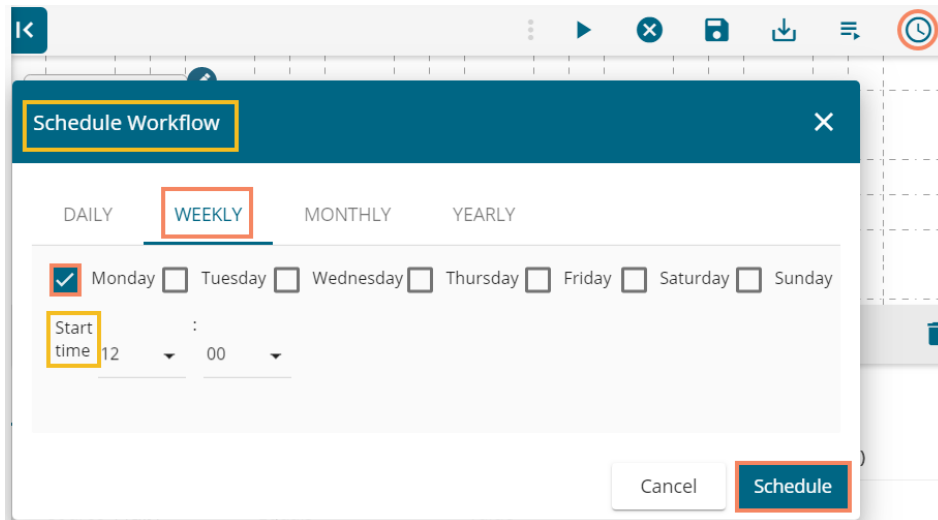 Schedule Workflow
DAILY WEEKLY MONTHLY YEARLY
Monday Tuesday Wednesday Thursday Friday Saturday Sunday
Start
time 12 : 00
)
Cancel Schedule